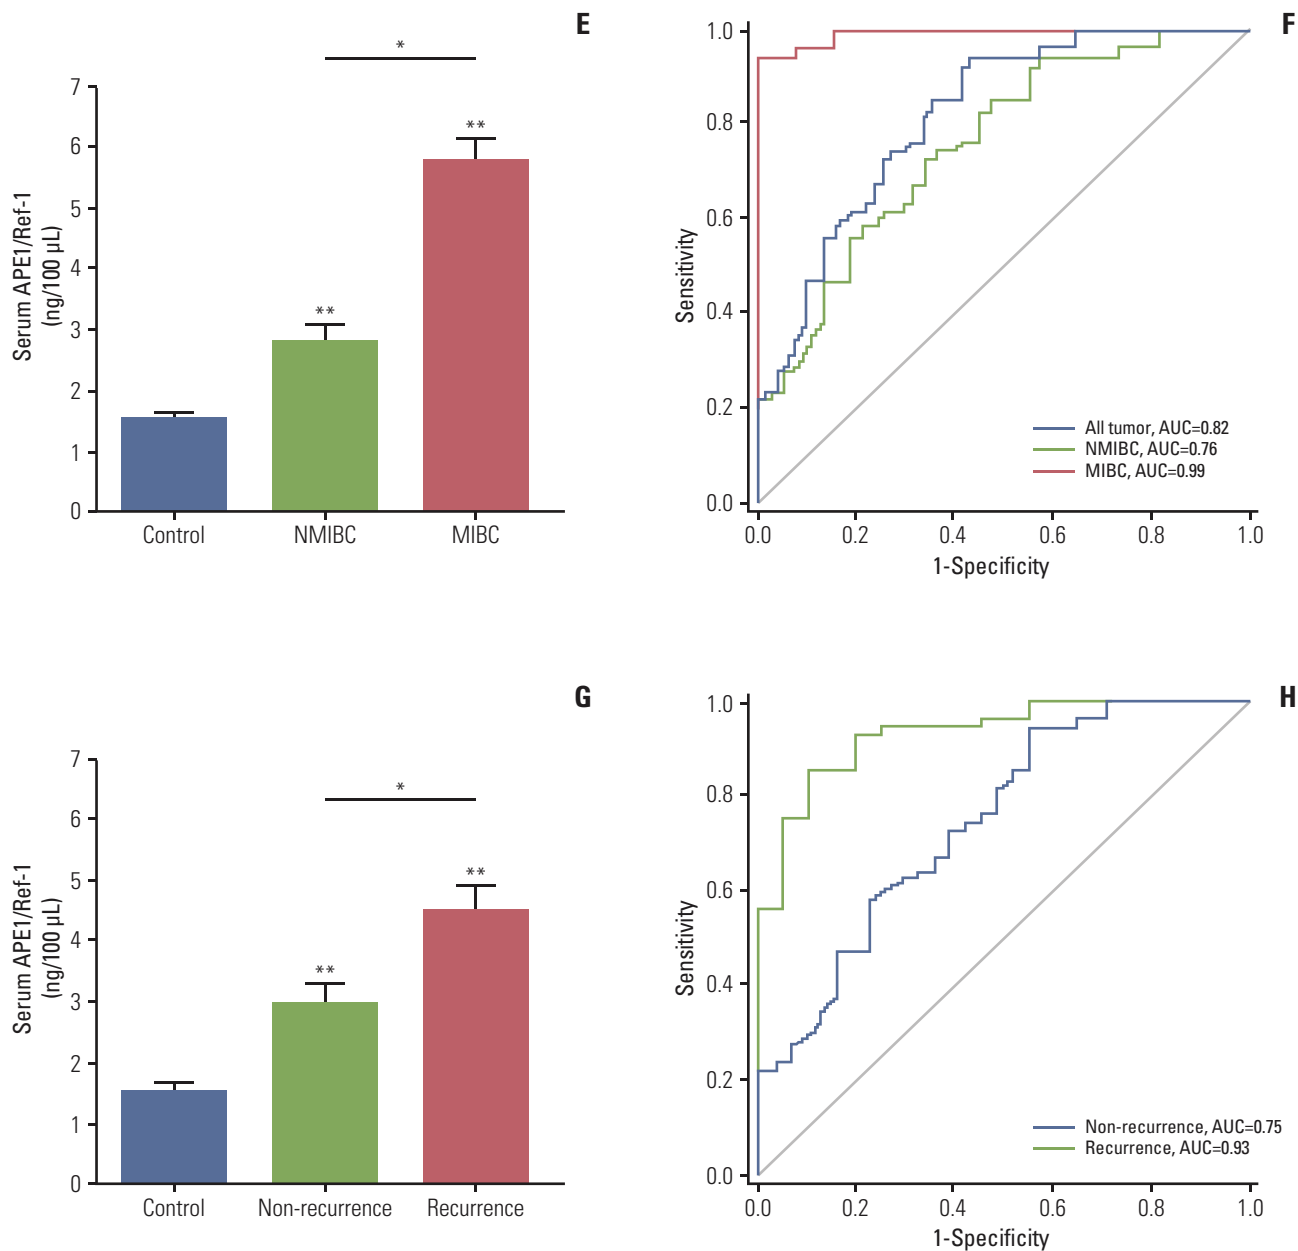 E
*
**
**
7
6
5
4
3
2
1
0
Serum APE1/Ref-1
(ng/100 µL)
Control
NMIBC
MIBC
F
1.0
0.8
0.6
0.4
0.2
0.0
Sensitivity
All tumor, AUC=0.82
NMIBC, AUC=0.76
MIBC, AUC=0.99
0.0
0.2
0.4
0.6
0.8
1.0
1-Specificity
G
*
**
**
7
6
5
4
3
2
1
0
Serum APE1/Ref-1
(ng/100 µL)
Control
Non-recurrence
Recurrence
H
1.0
0.8
0.6
0.4
0.2
0.0
Sensitivity
Non-recurrence, AUC=0.75
Recurrence, AUC=0.93
0.0
0.2
0.4
0.6
0.8
1.0
1-Specificity